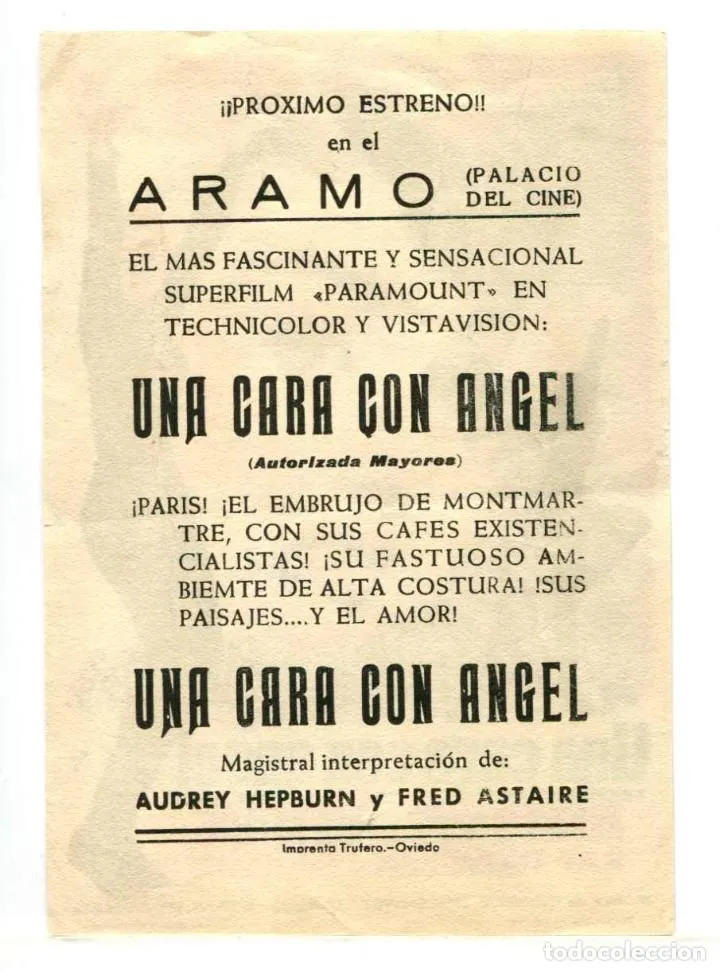 ¡¡PROXIMO ESTRENO!!
en el
ARAMO (PALACIO
DEL CINE)
EL MAS FASCINANTE Y SENSACIONAL
SUPERFILM «PARAMOUNT» EN
TECHNICOLOR Y VISTAVISION:
UNA CARA CON ANGEL
(Autorizada Mayores)
¡PARIS! ¡EL EMBRUJO DE MONTMAR-
TRE, CON SUS CAFES EXISTEN-
CIALISTAS! ¡SU FASTUOSO AM-
BIEMTE DE ALTA COSTURA! !SUS
PAISAJES....Y EL AMOR!
UNA CARA CON ANGEL
Magistral interpretación de:
AUDREY HEPBURN y FRED ASTAIRE
Imprenta Trufero.-Oviedo
todocoleccion